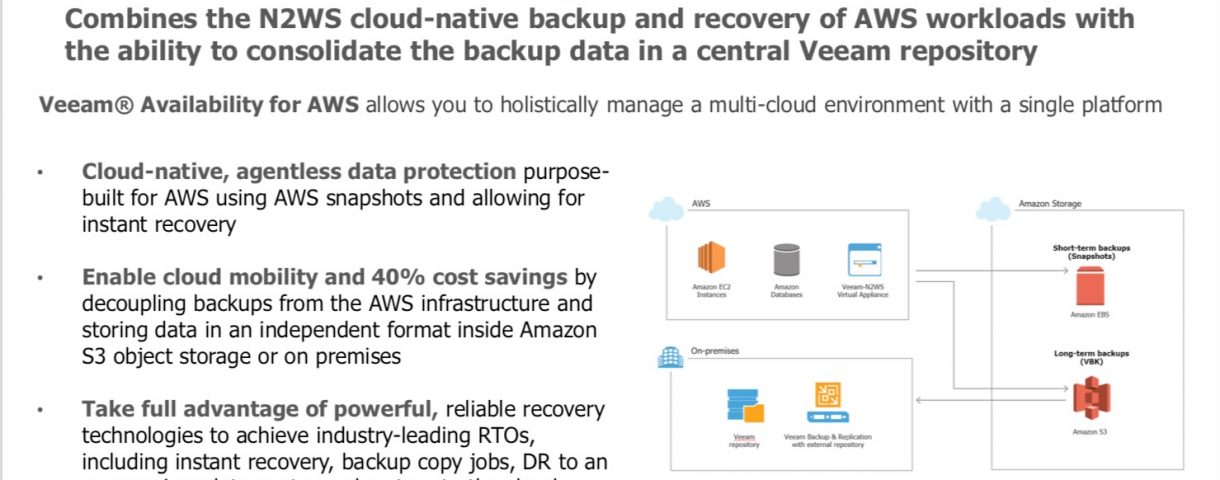 Combines the N2WS cloud-native backup and recovery of AWS workloads with
the ability to consolidate the backup data in a central Veeam repository
Veeam® Availability for AWS allows you to holistically manage a multi-cloud environment with a single platform
• Cloud-native, agentless data protection purpose-
built for AWS using AWS snapshots and allowing for
instant recovery
• Enable cloud mobility and 40% cost savings by
decoupling backups from the AWS infrastructure and
storing data in an independent format inside Amazon
S3 object storage or on premises
• Take full advantage of powerful, reliable recovery
technologies to achieve industry-leading RTOs,
including instant recovery, backup copy jobs, DR to an
AWS
Amazon EC2
Instances
Amazon
Databases
Veeam-N2WS
Virtual Appliance
On-premises
Veeam
repository
Veeam Backup & Replication
with external repository
Amazon Storage
Short-term backups
(Snapshots)
Amazon EBS
Long-term backups
(VBK)
Amazon S3